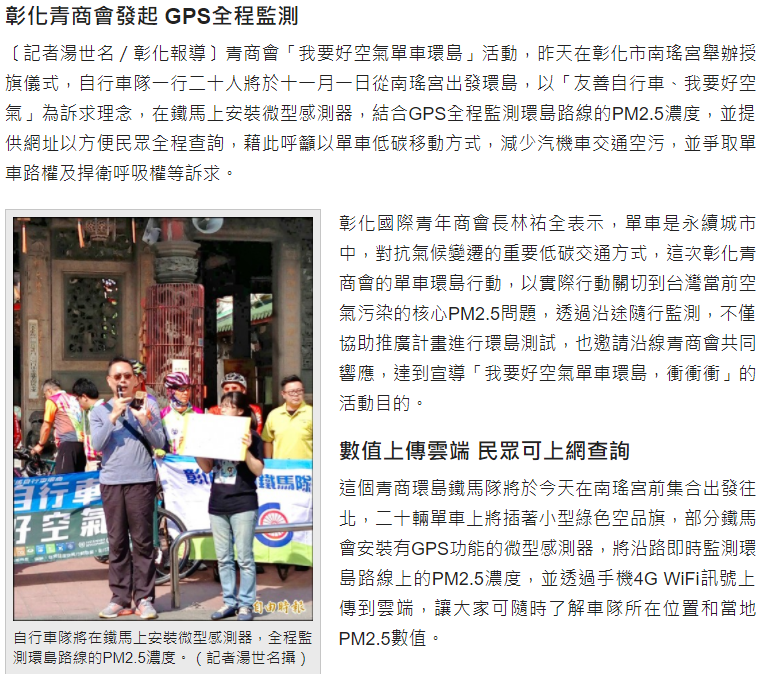 彰化青商會發起 GPS全程監測
〔記者湯世名／彰化報導〕青商會「我要好空氣單車環島」活動，昨天在彰化市南瑤宮舉辦授
旗儀式，自行車隊一行二十人將於十一月一日從南瑤宮出發環島，以「友善自行車、我要好空
氣」為訴求理念，在鐵馬上安裝微型感測器，結合GPS全程監測環島路線的PM2.5濃度，並提
供網址以方便民眾全程查詢，藉此呼籲以單車低碳移動方式，減少汽機車交通空污，並爭取單
車路權及捍衛呼吸權等訴求。
彰化國際青年商會長林祐全表示，單車是永續城市
中，對抗氣候變遷的重要低碳交通方式，這次彰化青
商會的單車環島行動，以實際行動關切到台灣當前空
氣污染的核心PM2.5問題，透過沿途隨行監測，不僅
協助推廣計畫進行環島測試，也邀請沿線青商會共同
響應，達到宣導「我要好空氣單車環島，衝衝衝」的
活動目的。
數值上傳雲端 民眾可上網查詢
這個青商環島鐵馬隊將於今天在南瑤宮前集合出發往
北，二十輛單車上將插著小型綠色空品旗，部分鐵馬
會安裝有GPS功能的微型感測器，將沿路即時監測環
島路線上的PM2.5濃度，並透過手機4G WiFi訊號上
傳到雲端，讓大家可隨時了解車隊所在位置和當地
PM2.5數值。
自行車
好空氣
彰
鐵馬隊
自由時報
自行車隊將在鐵馬上安裝微型感測器，全程監
測環島路線的PM2.5濃度。（記者湯世名攝）